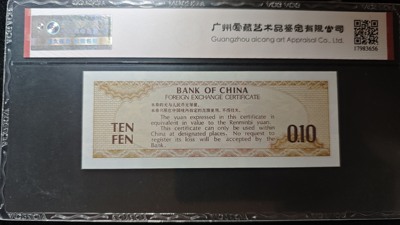 广州爱藏艺术品鉴定有限公司
Guangzhou aicang art Appraisal Co., Ltd.
17983656
BANK OF CHINA
FOREIGN EXCHANGE CERTIFICATE
TEN
FEN
The yuan expressed in this certificate is
equivalent in value to the Renminbi yuan.
This certificate can only be used within
China at designated places. No request to
register its loss will be accepted by the
Bank.
0.10